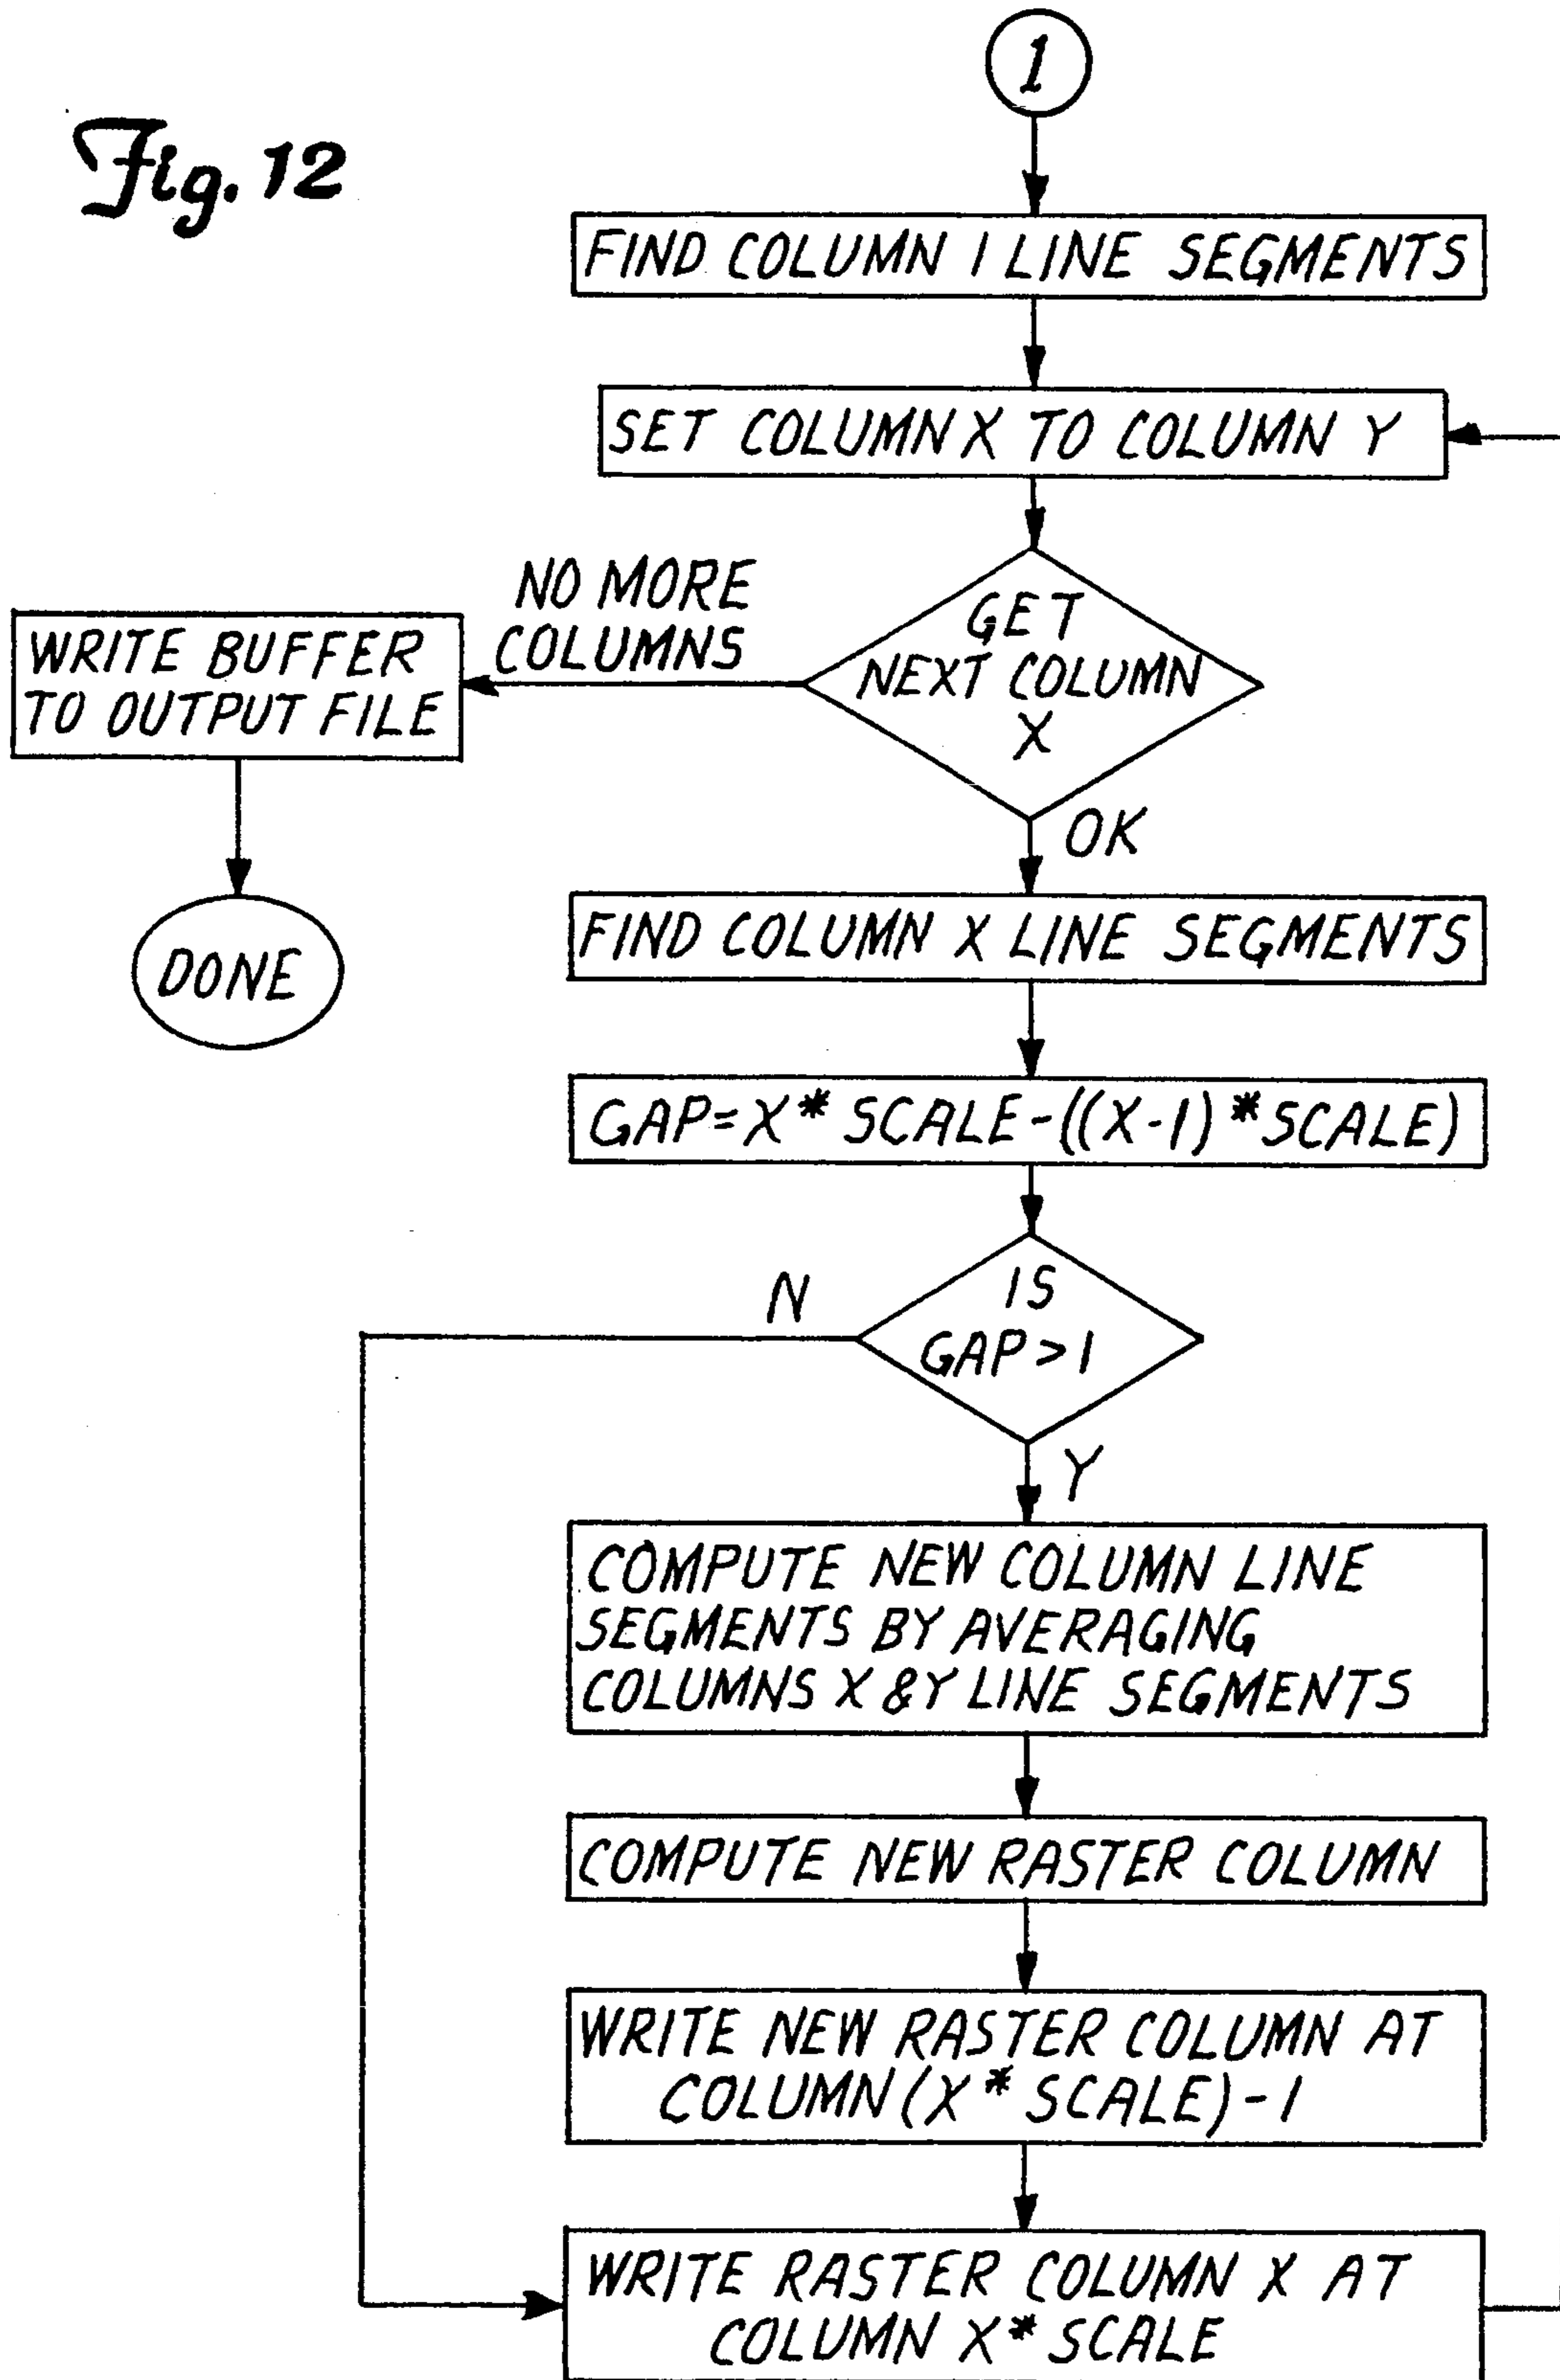 Fig. 12
1
FIND COLUMN 1 LINE SEGMENTS
SET COLUMN X TO COLUMN Y
GET
NEXT COLUMN
X
NO MORE
COLUMNS
WRITE BUFFER
TO OUTPUT FILE
DONE
OK
FIND COLUMN X LINE SEGMENTS
GAP=X* SCALE-((X-1)*SCALE)
IS
GAP>1
N
Y
COMPUTE NEW COLUMN LINE
SEGMENTS BY AVERAGING
COLUMNS X & Y LINE SEGMENTS
COMPUTE NEW RASTER COLUMN
WRITE NEW RASTER COLUMN AT
COLUMN (X* SCALE)-1
WRITE RASTER COLUMN X AT
COLUMN X* SCALE